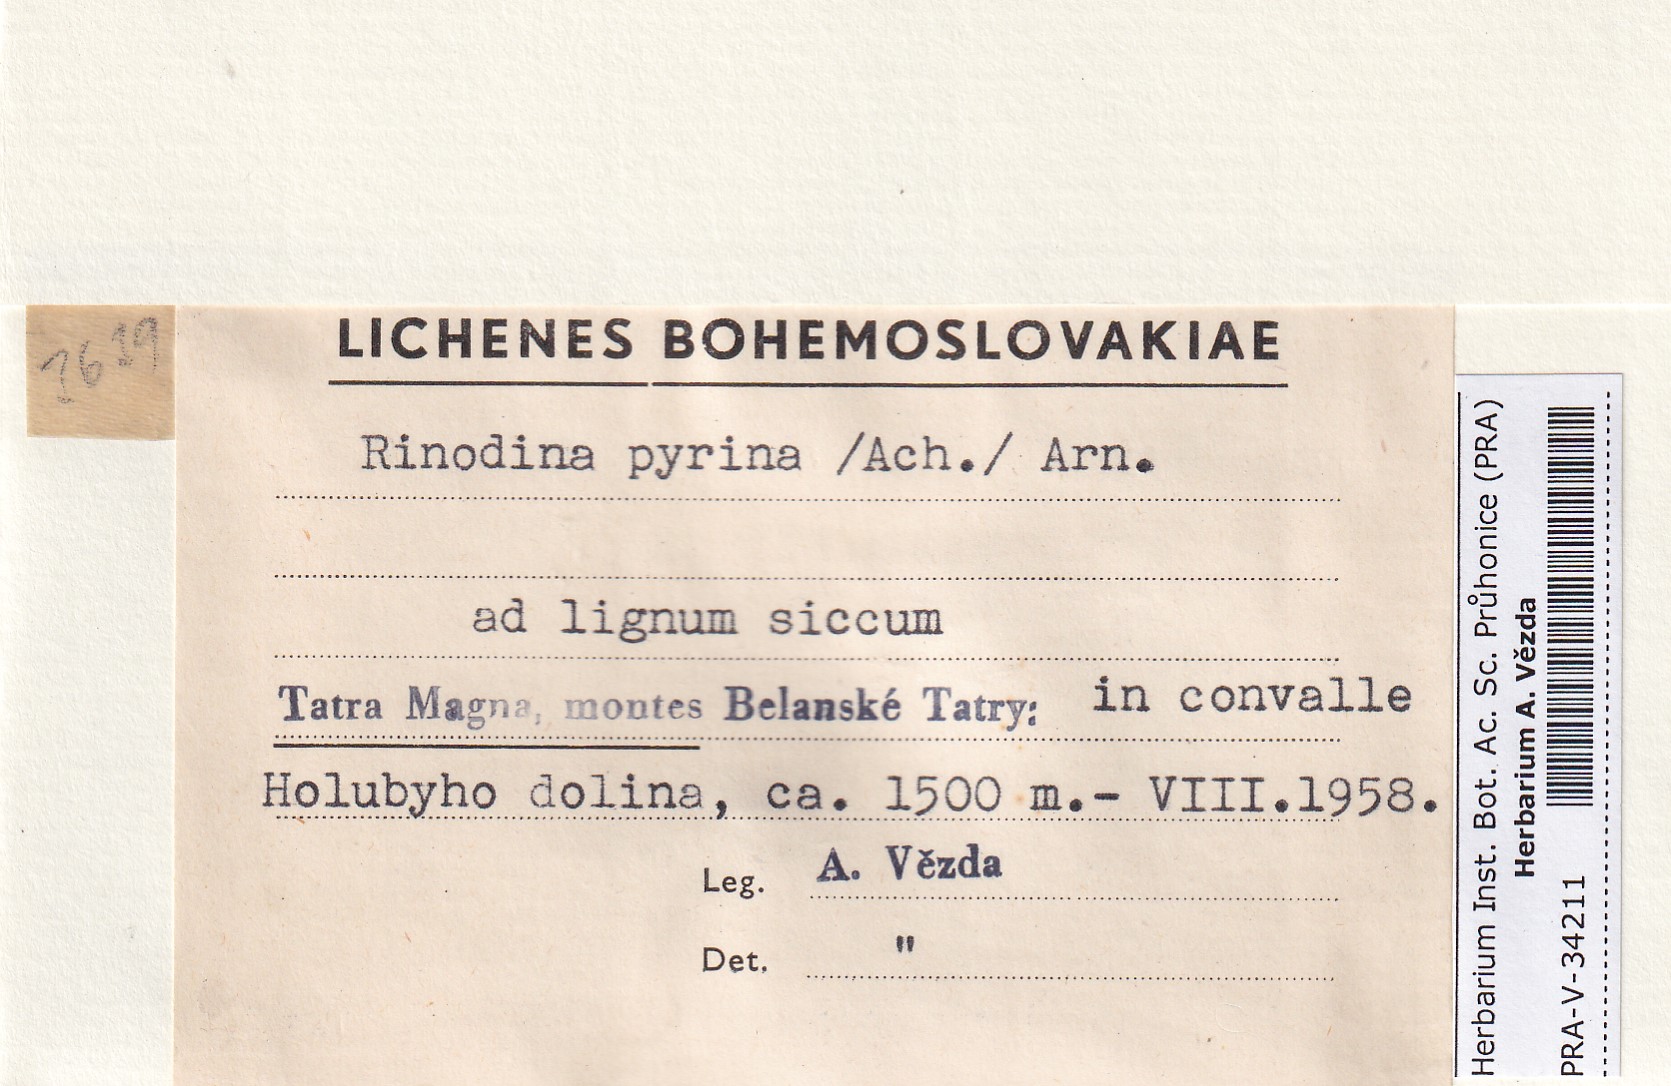 LICHENES BOHEMOSLOVAKIAE
Rinodina pyrina /Ach./ Arn.
ad lignum siccum
Tatra Magna, montes Belanské Tatry: in convalle
Holubyho dolina, ca. 1500 m.- VIII.1958.
Leg. A. Vězda
Det. "
Herbarium Inst. Bot. Ac. Sc. Průhonice (PRA)
Herbarium A. Vězda
PRA-V-34211